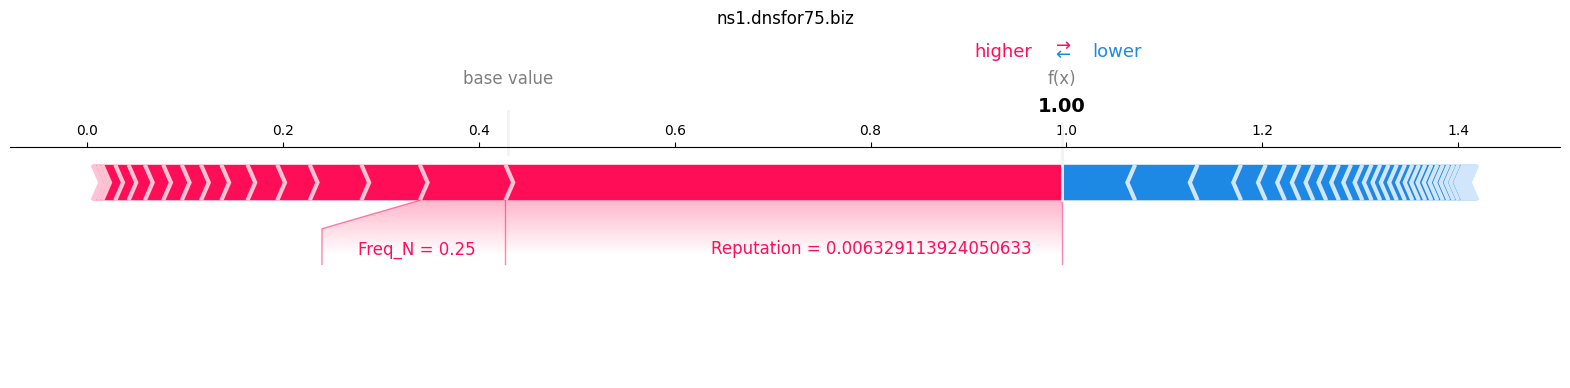 ns1.dnsfor75.biz
higher ⇄ lower
base value f(x)
1.00
0.0 0.2 0.4 0.6 0.8 1.0 1.2 1.4
Freq_N = 0.25 Reputation = 0.006329113924050633